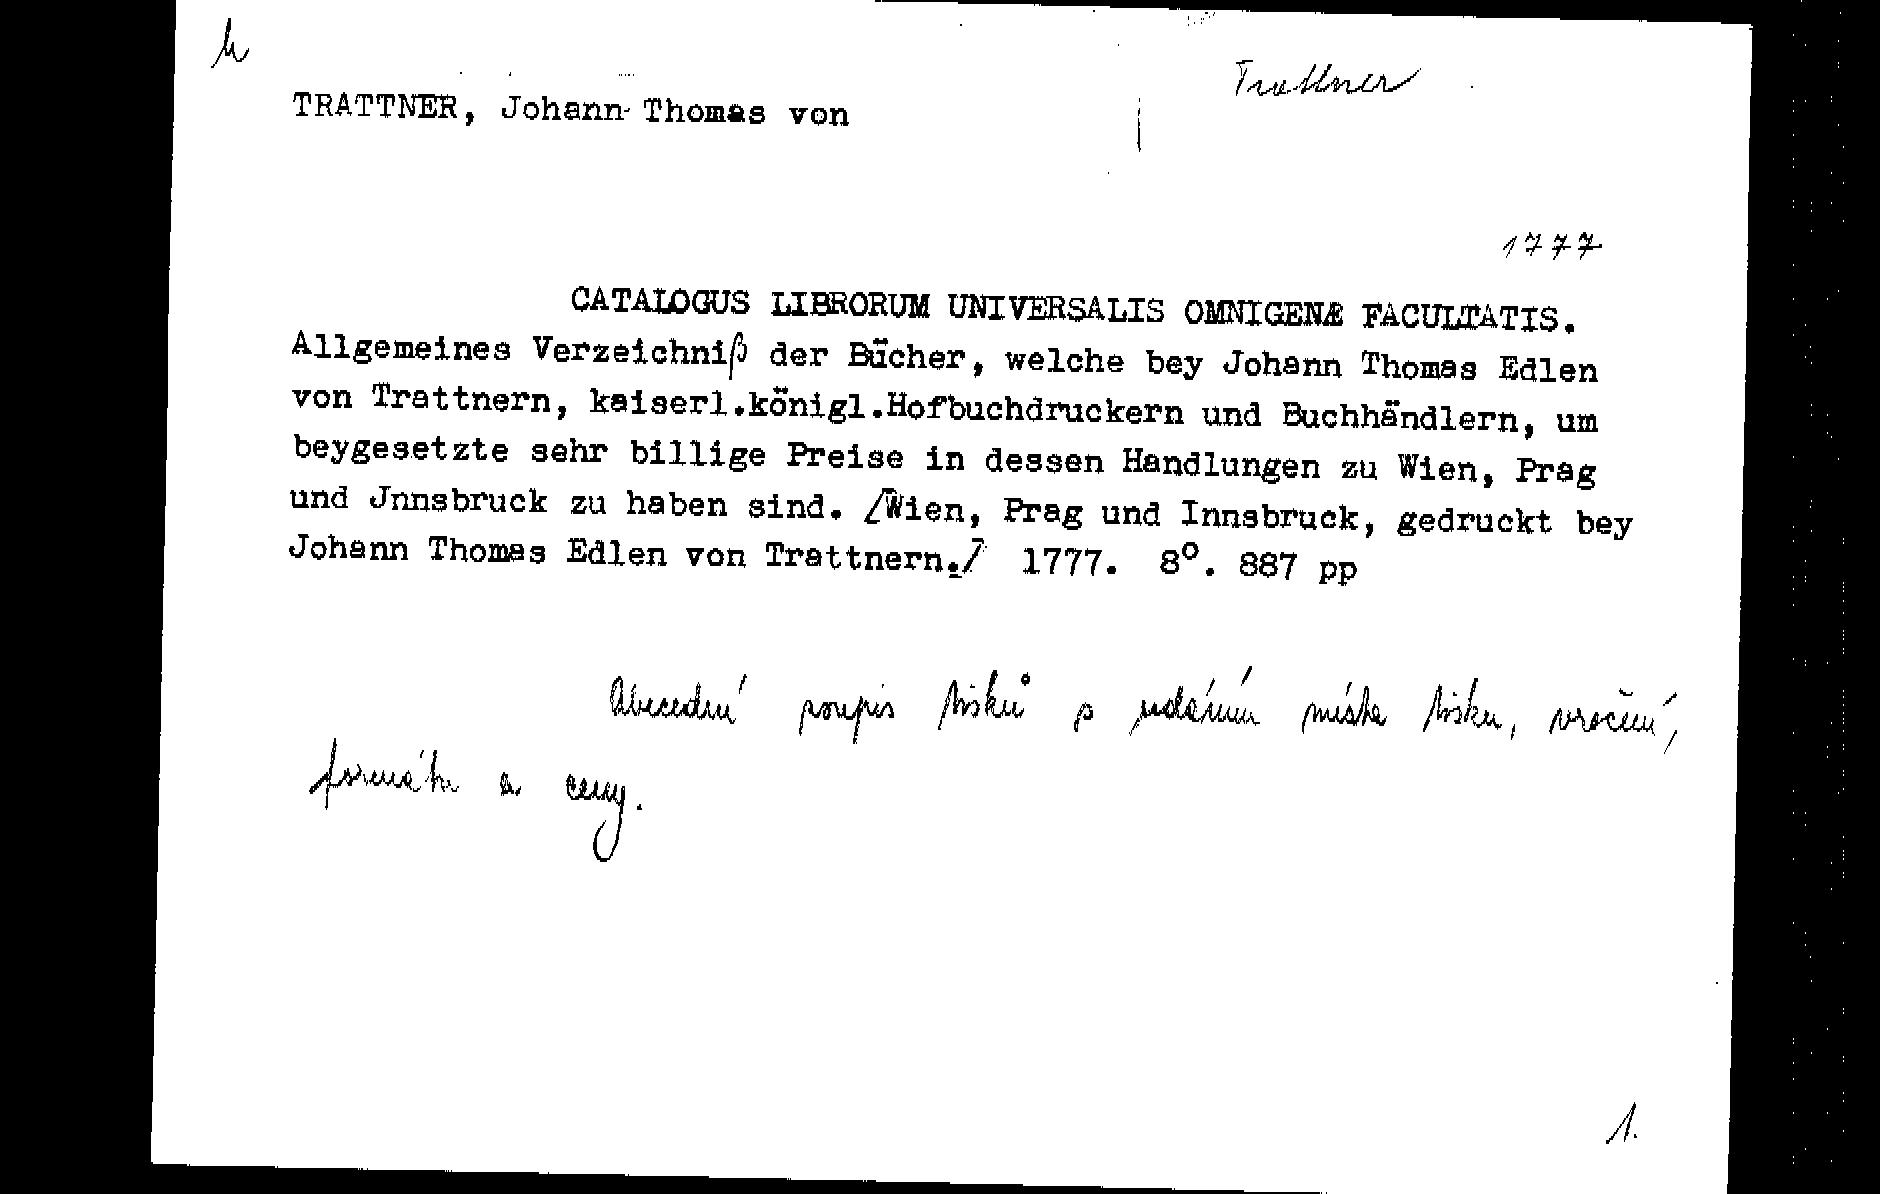 Trattner
TRATTNER, Johann Thomas von
1777
CATALOGUS LIBRORUM UNIVERSALIS OMNIGENÆ FACULTATIS.
Allgemeines Verzeichniß der Bücher, welche bey Johann Thomas Edlen
von Trattnern, kaiserl.königl.Hofbuchdruckern und Buchhändlern, um
beygesetzte sehr billige Preise in dessen Handlungen zu Wien, Prag
und Jnnsbruck zu haben sind. [Wien, Prag und Innsbruck, gedruckt bey
Johann Thomas Edlen von Trattnern.] 1777. 8°. 887 pp
Abecední soupis tisků s udáním místa tisku, vročení,
formátu a ceny.
1.